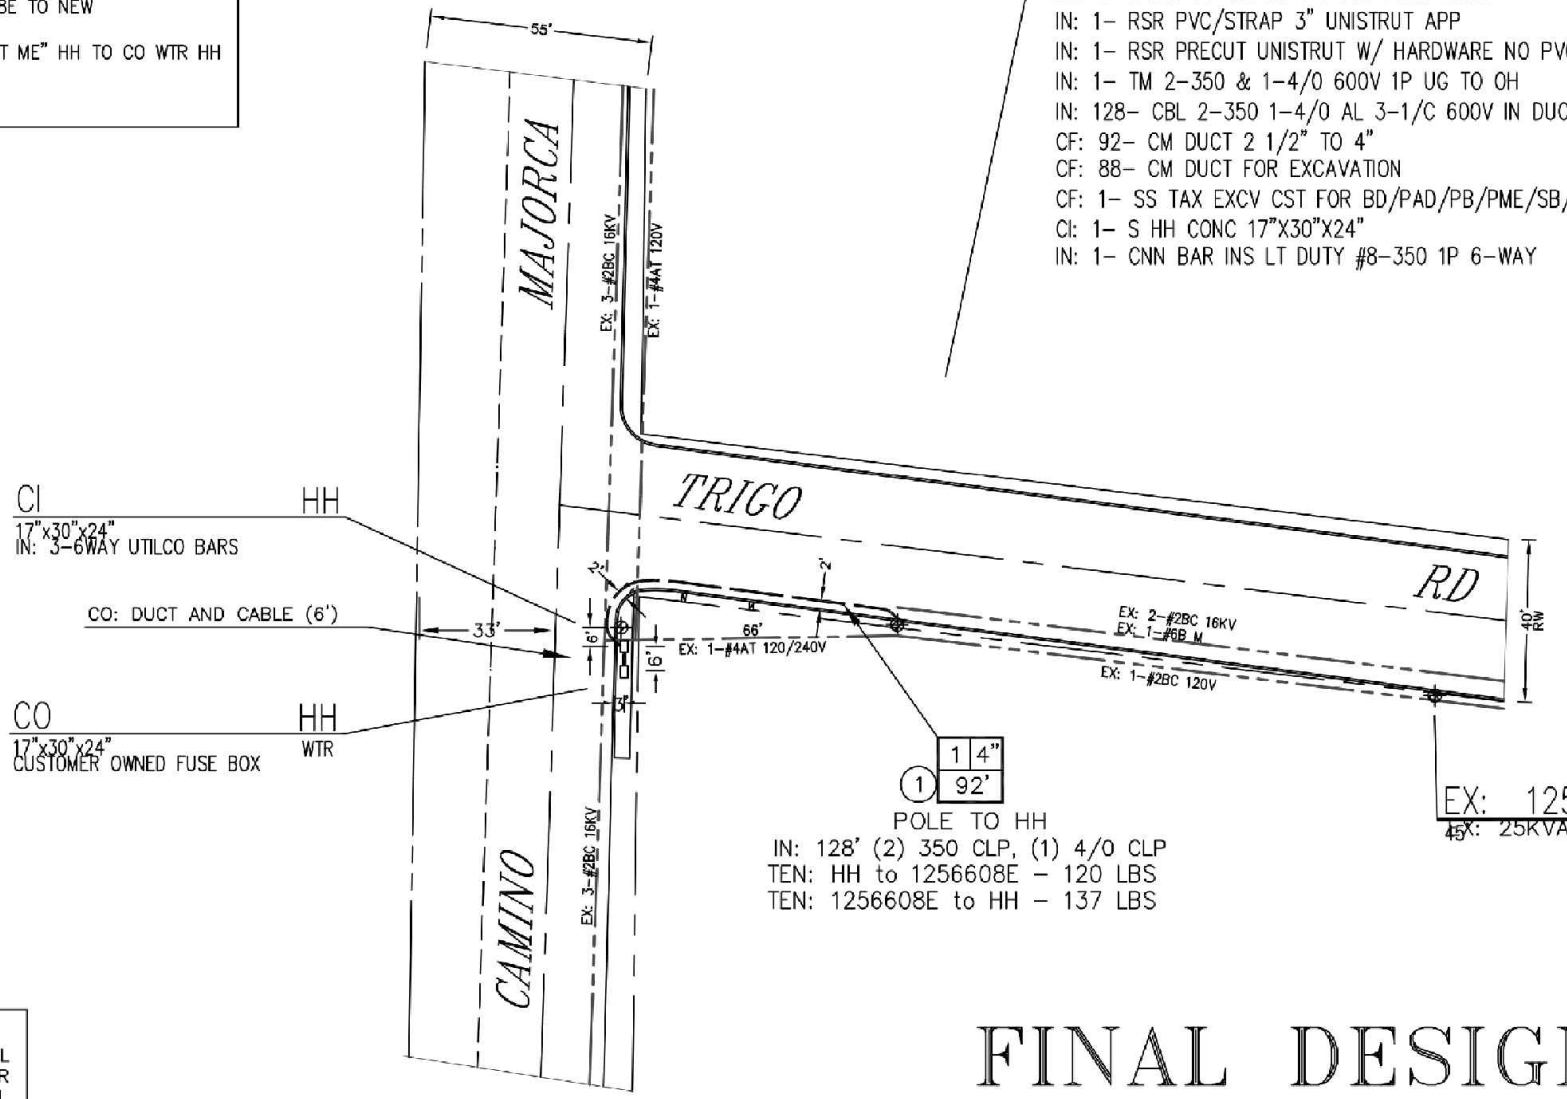 BE TO NEW
T ME" HH TO CO WTR HH
55'
IN: 1- RSR PVC/STRAP 3" UNISTRUT APP
IN: 1- RSR PRECUT UNISTRUT W/ HARDWARE NO PV
IN: 1- TM 2-350 & 1-4/0 600V 1P UG TO OH
IN: 128- CBL 2-350 1-4/0 AL 3-1/C 600V IN DUC
CF: 92- CM DUCT 2 1/2" TO 4"
CF: 88- CM DUCT FOR EXCAVATION
CF: 1- SS TAX EXCV CST FOR BD/PAD/PB/PME/SB/
CI: 1- S HH CONC 17"X30"X24"
IN: 1- CNN BAR INS LT DUTY #8-350 1P 6-WAY
MAJORCA
EX: 3-#2BC 16KV
EX: 1-#4AT 120V
TRIGO
RD
40'
RW
CI HH
17"x30"x24"
IN: 3-6WAY UTILCO BARS
CO: DUCT AND CABLE (6')
33'
6'
6'
3'
2'
2'
66'
EX: 1-#4AT 120/240V
EX: 2-#2BC 16KV
EX: 1-#6B M
EX: 1-#2BC 120V
CO HH
17"x30"x24" WTR
CUSTOMER OWNED FUSE BOX
1 4"
1 92'
POLE TO HH
IN: 128' (2) 350 CLP, (1) 4/0 CLP
TEN: HH to 1256608E - 120 LBS
TEN: 1256608E to HH - 137 LBS
EX: 125
EX: 25KVA
45'
EX: 3-#2BC 16KV
CAMINO
L
R
FINAL DESIG